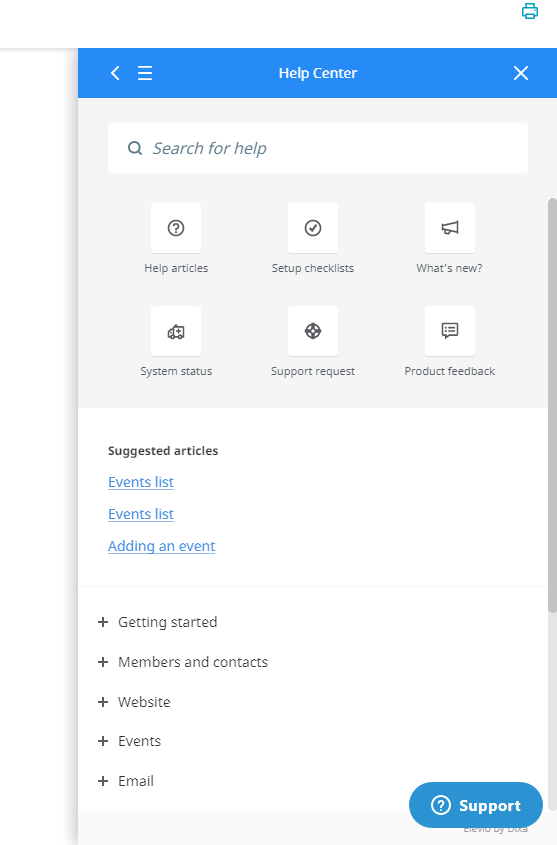 Help Center
Search for help
Help articles
Setup checklists
What's new?
System status
Support request
Product feedback
Suggested articles
Events list
Events list
Adding an event
Getting started
Members and contacts
Website
Events
Email
Support
Elevio by Dixa